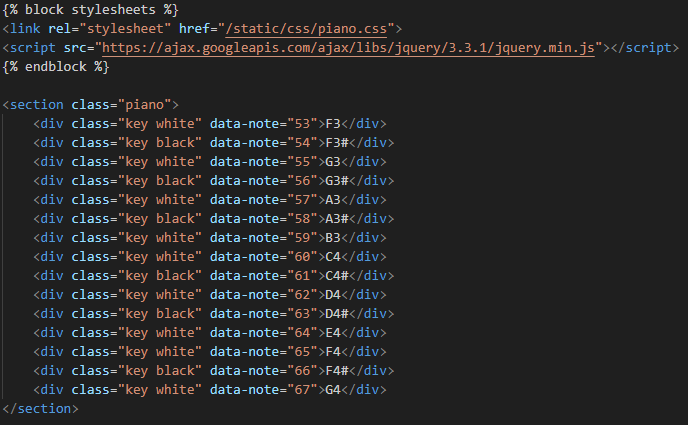 {% block stylesheets %}
<link rel="stylesheet" href="/static/css/piano.css">
<script src="https://ajax.googleapis.com/ajax/libs/jquery/3.3.1/jquery.min.js"></script>
{% endblock %}

<section class="piano">
    <div class="key white" data-note="53">F3</div>
    <div class="key black" data-note="54">F3#</div>
    <div class="key white" data-note="55">G3</div>
    <div class="key black" data-note="56">G3#</div>
    <div class="key white" data-note="57">A3</div>
    <div class="key black" data-note="58">A3#</div>
    <div class="key white" data-note="59">B3</div>
    <div class="key white" data-note="60">C4</div>
    <div class="key black" data-note="61">C4#</div>
    <div class="key white" data-note="62">D4</div>
    <div class="key black" data-note="63">D4#</div>
    <div class="key white" data-note="64">E4</div>
    <div class="key white" data-note="65">F4</div>
    <div class="key black" data-note="66">F4#</div>
    <div class="key white" data-note="67">G4</div>
</section>